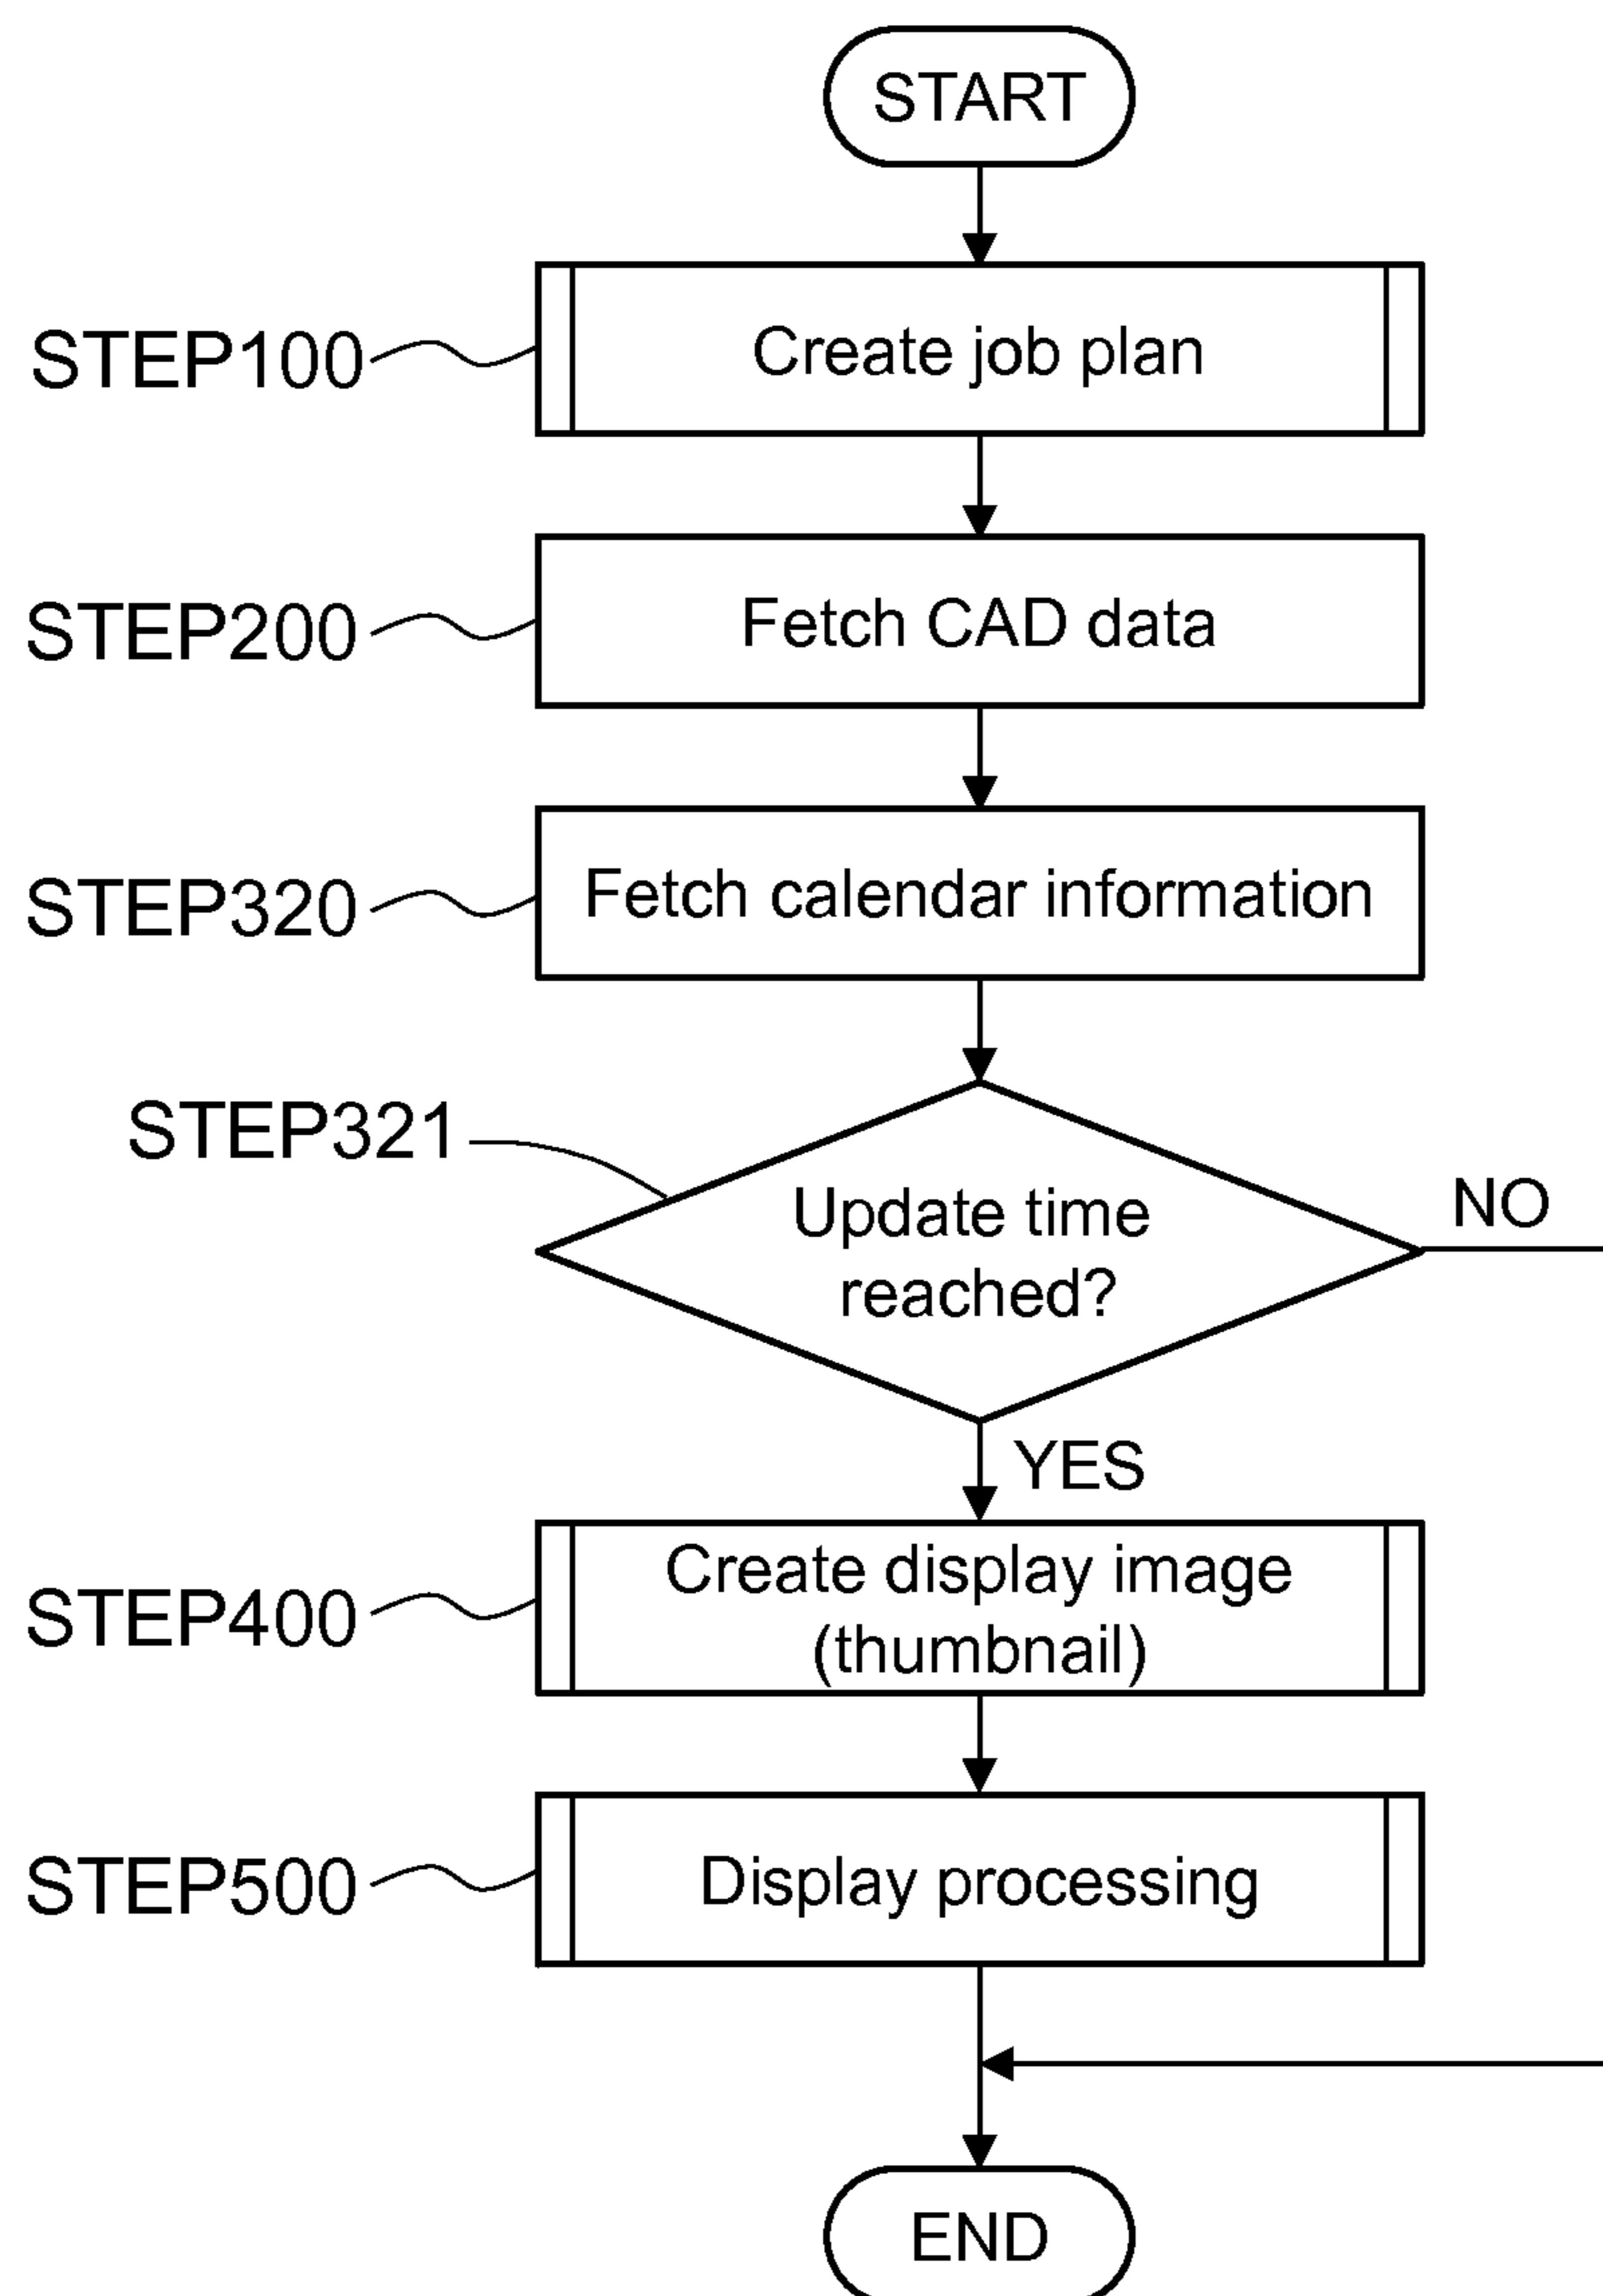 START
STEP100
Create job plan
STEP200
Fetch CAD data
STEP320
Fetch calendar information
STEP321
Update time
reached?
NO
YES
STEP400
Create display image
(thumbnail)
STEP500
Display processing
END